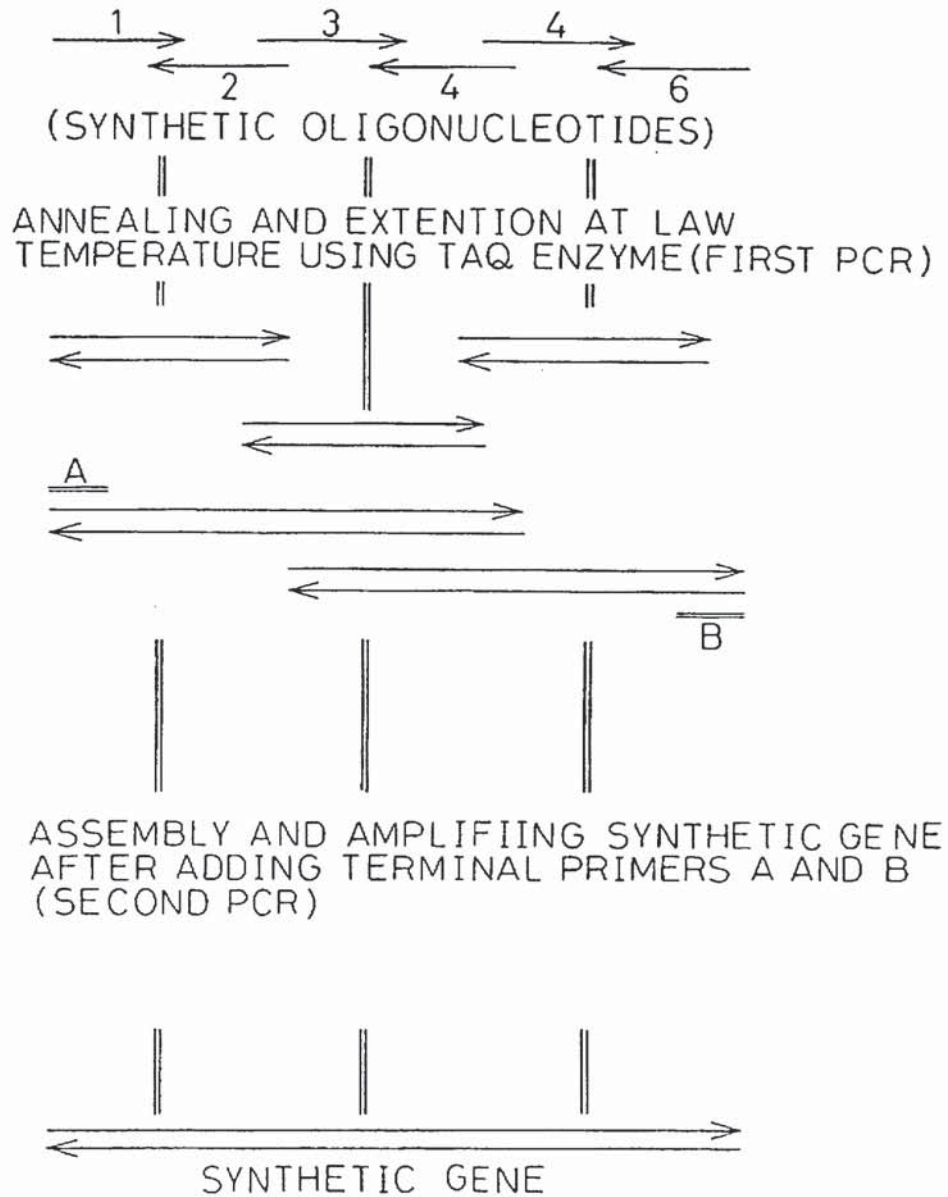 1 3 4
2 4 6
(SYNTHETIC OLIGONUCLEOTIDES)
ANNEALING AND EXTENTION AT LAW
TEMPERATURE USING TAQ ENZYME(FIRST PCR)
A
B
ASSEMBLY AND AMPLIFIING SYNTHETIC GENE
AFTER ADDING TERMINAL PRIMERS A AND B
(SECOND PCR)
SYNTHETIC GENE